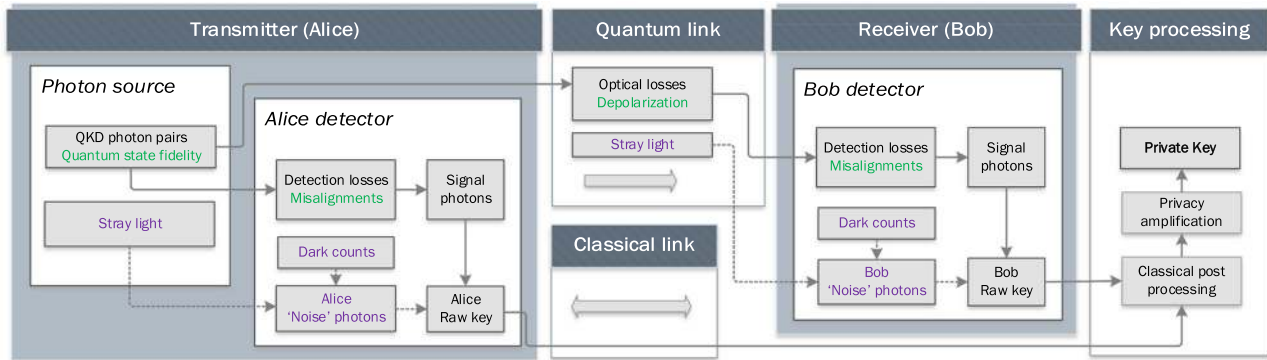 Transmitter (Alice)
Photon source
QKD photon pairs
Quantum state fidelity
Stray light
Alice detector
Detection losses
Misalignments
Signal
photons
Dark counts
Alice
‘Noise’ photons
Alice
Raw key
Quantum link
Optical losses
Depolarization
Stray light
Classical link
Receiver (Bob)
Bob detector
Detection losses
Misalignments
Signal
photons
Dark counts
Bob
‘Noise’ photons
Bob
Raw key
Key processing
Private Key
Privacy
amplification
Classical post
processing